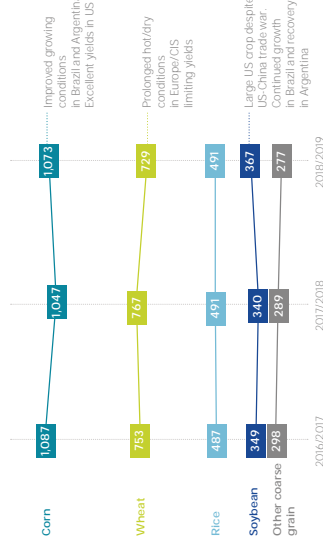 Corn
1,087
1,047
1,073
Improved growing
conditions
in Brazil and Argentina
Excellent yields in US
Wheat
753
767
729
Prolonged hot/dry
conditions
in Europe/CIS
limiting yields
Rice
487
491
491
Soybean
349
340
367
Large US crop despite
US-China trade war.
Continued growth
in Brazil and recovery
in Argentina
Other coarse
grain
298
289
277
2016/2017
2017/2018
2018/2019